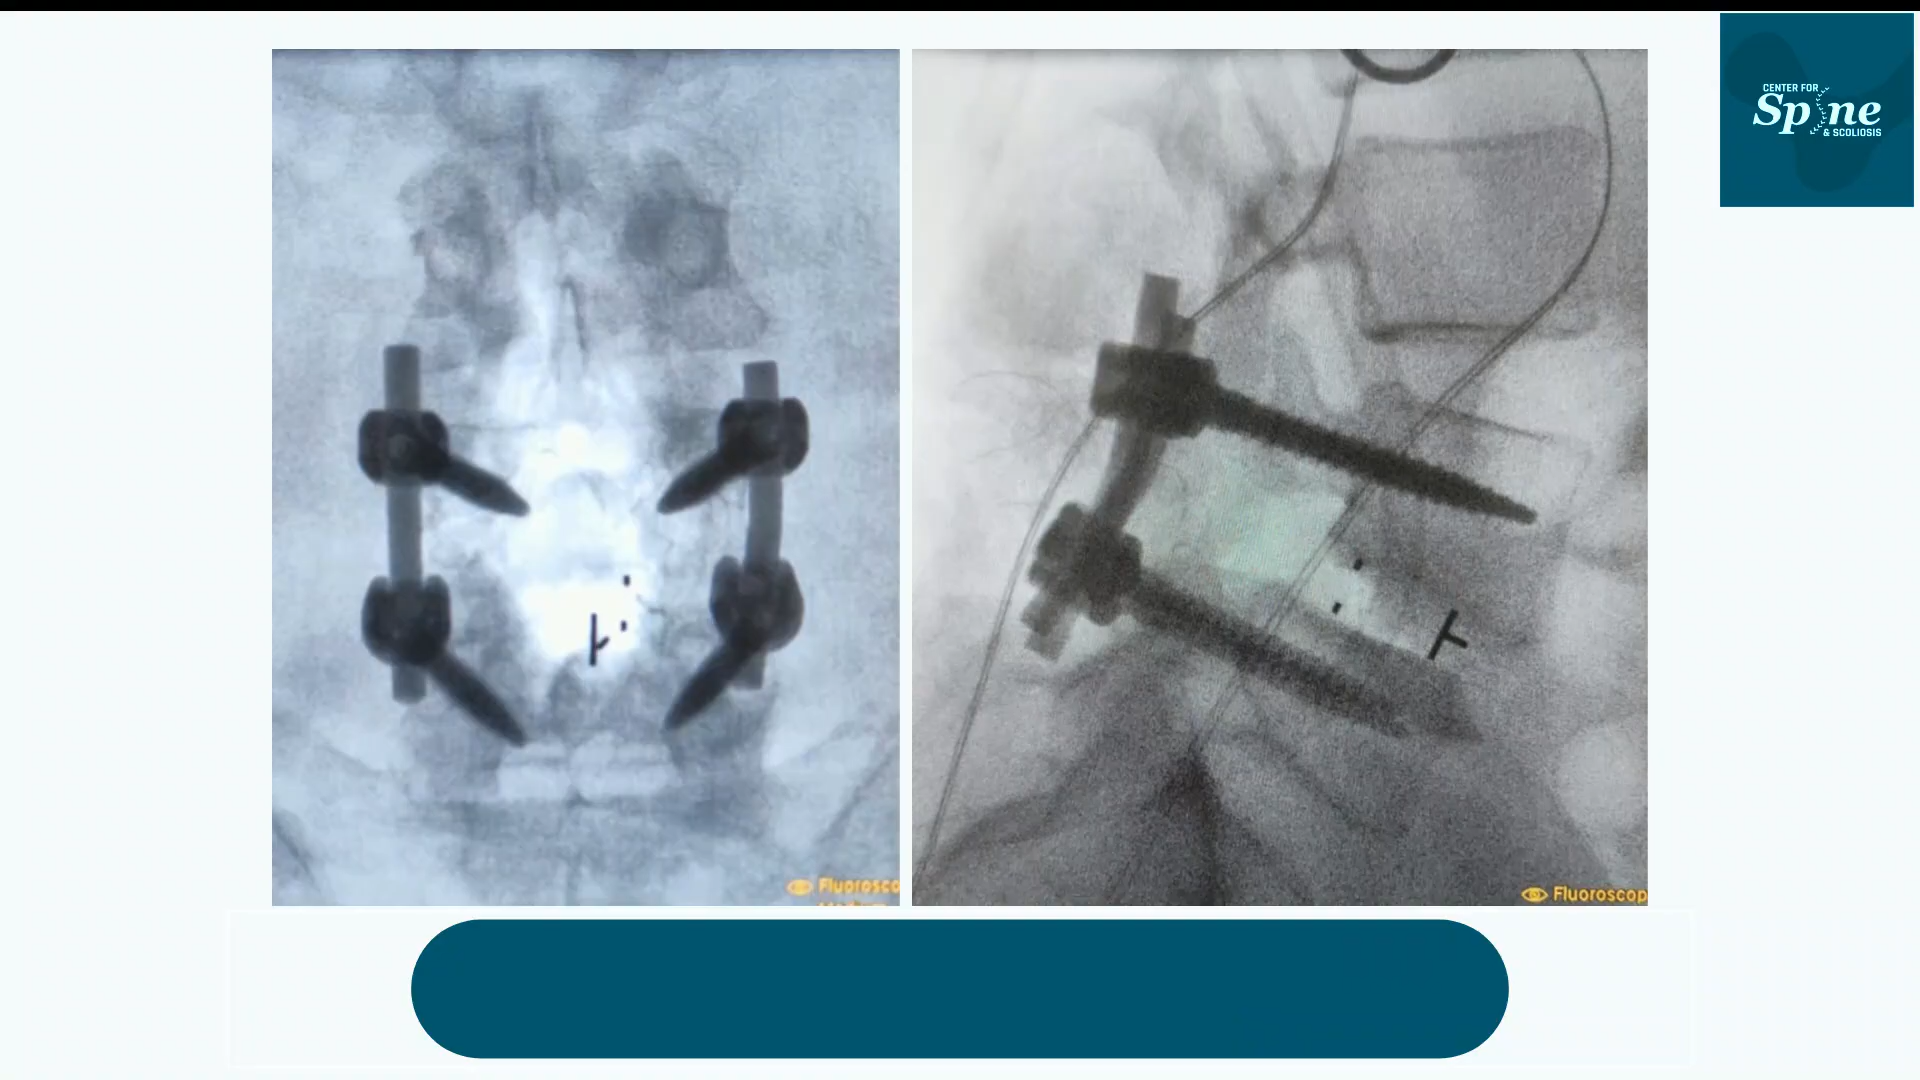 CENTER FOR
Spine
& SCOLIOSIS
Fluorosco
Fluoroscop